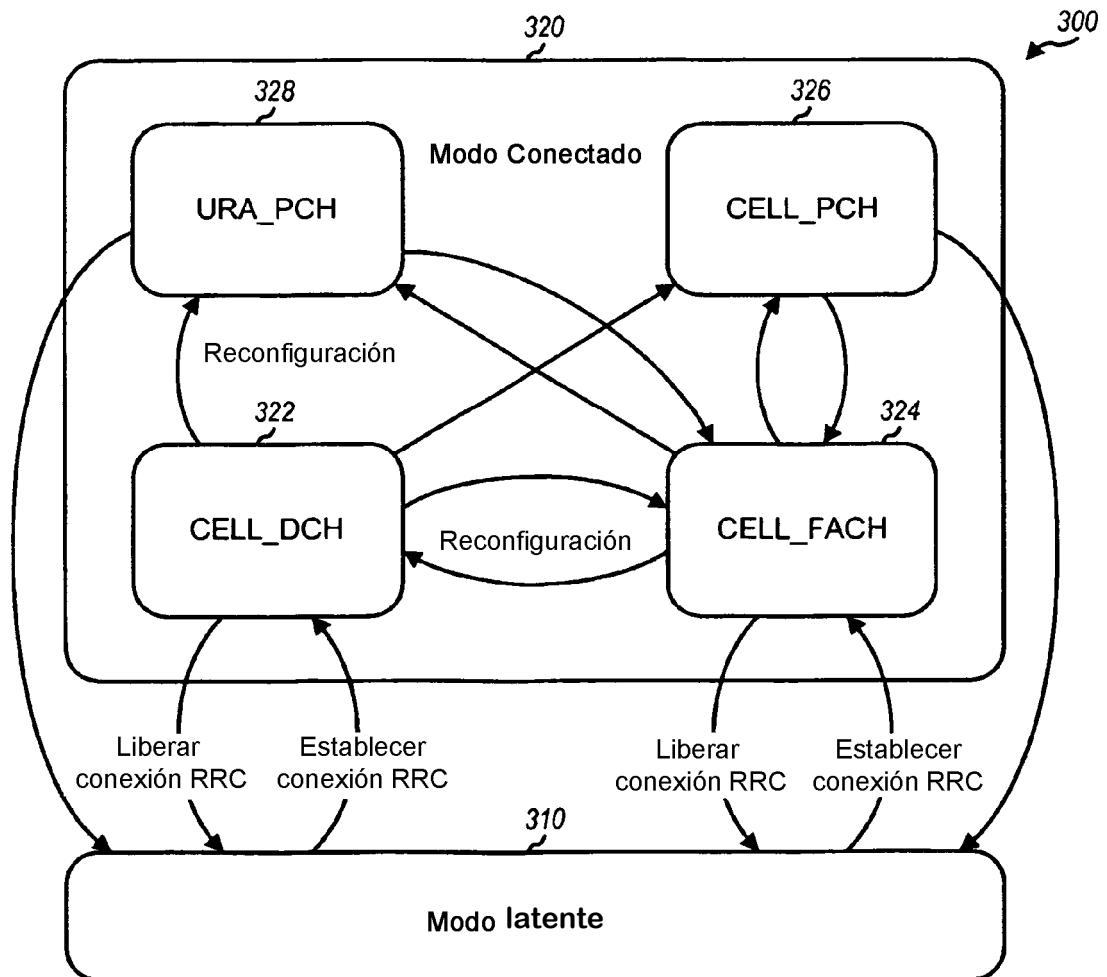 300
320
328
326
Modo Conectado
URA_PCH
CELL_PCH
Reconfiguración
322
324
CELL_DCH
Reconfiguración
CELL_FACH
Liberar
conexión RRC
Establecer
conexión RRC
Liberar
conexión RRC
Establecer
conexión RRC
310
Modo latente